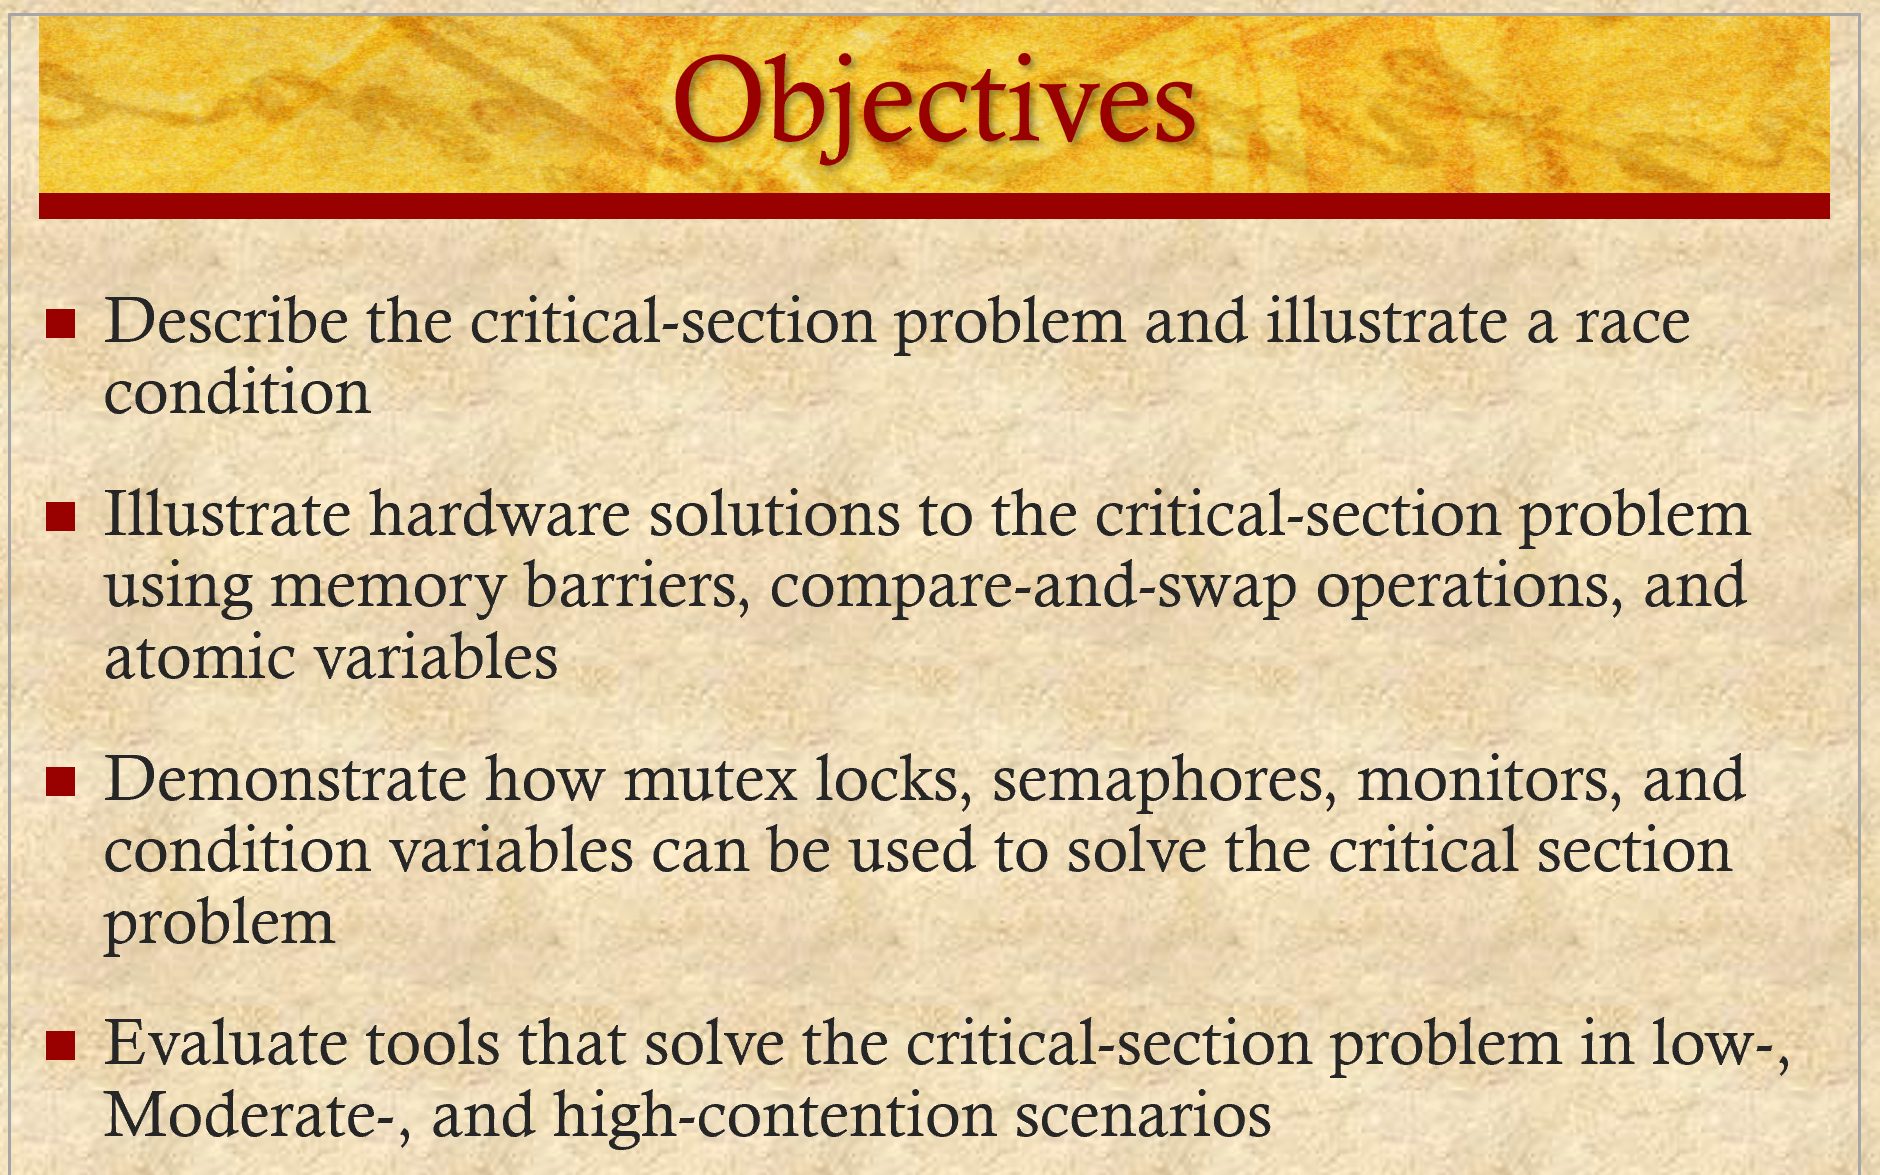 Objectives
Describe the critical-section problem and illustrate a race
condition
Illustrate hardware solutions to the critical-section problem
using memory barriers, compare-and-swap operations, and
atomic variables
Demonstrate how mutex locks, semaphores, monitors, and
condition variables can be used to solve the critical section
problem
Evaluate tools that solve the critical-section problem in low-,
Moderate-, and high-contention scenarios